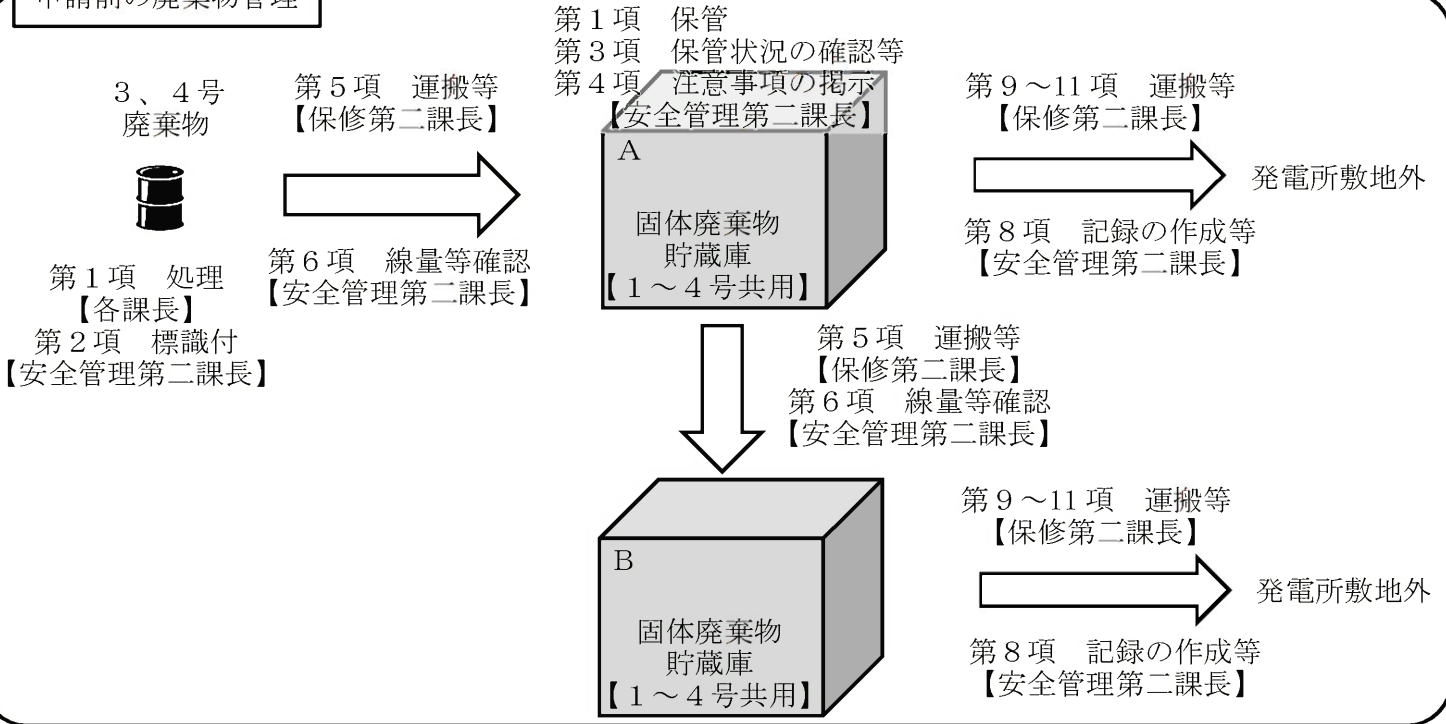 申請前の廃棄物管理
３、４号
廃棄物
第１項　処理
【各課長】
第２項　標識付
【安全管理第二課長】
第５項　運搬等
【保修第二課長】
第６項　線量等確認
【安全管理第二課長】
第１項　保管
第３項　保管状況の確認等
第４項　注意事項の掲示
【安全管理第二課長】
A
固体廃棄物
貯蔵庫
【１～４号共用】
第９～11項　運搬等
【保修第二課長】
発電所敷地外
第８項　記録の作成等
【安全管理第二課長】
第５項　運搬等
【保修第二課長】
第６項　線量等確認
【安全管理第二課長】
B
固体廃棄物
貯蔵庫
【１～４号共用】
第９～11項　運搬等
【保修第二課長】
発電所敷地外
第８項　記録の作成等
【安全管理第二課長】